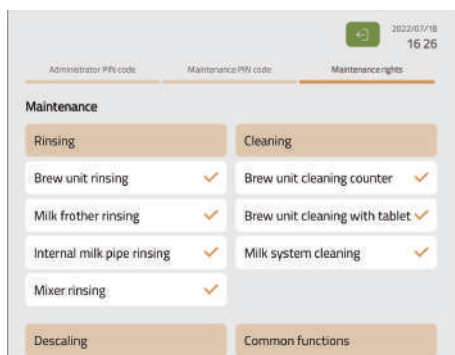 2022/07/18
16 26
Administrator PIN code Maintenance PIN code Maintenance rights
Maintenance
Rinsing Cleaning
Brew unit rinsing Brew unit cleaning counter
Milk frother rinsing Brew unit cleaning with tablet
Internal milk pipe rinsing Milk system cleaning
Mixer rinsing
Descaling Common functions